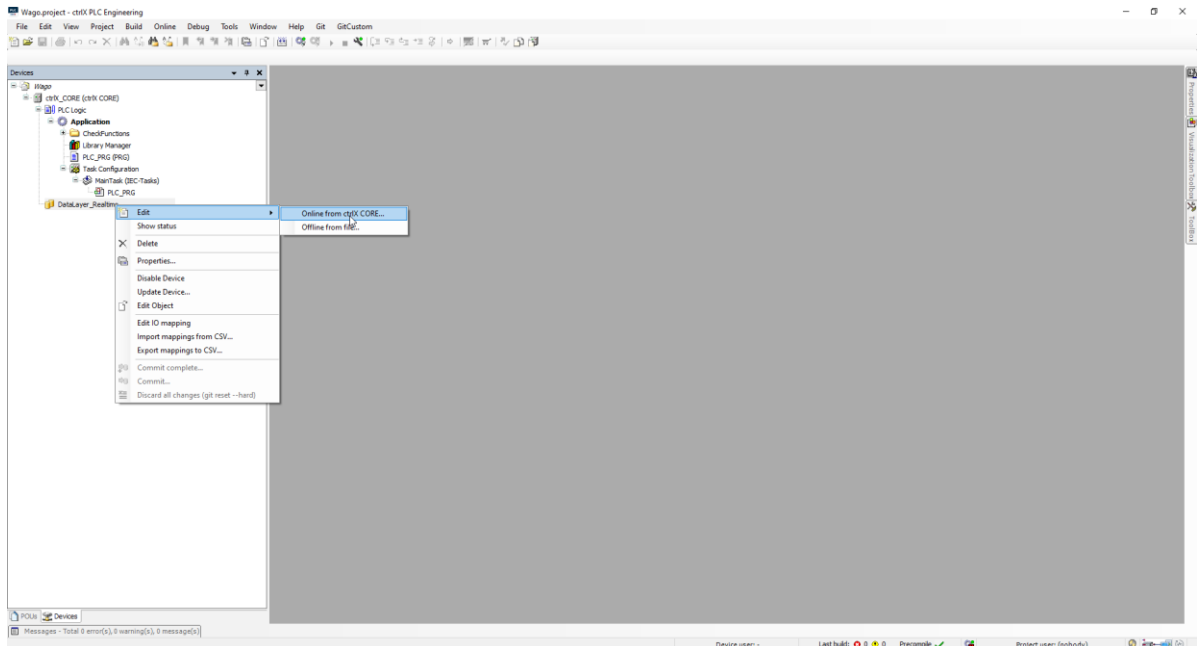 Wago.project - ctrlX PLC Engineering
File Edit View Project Build Online Debug Tools Window Help Git GitCustom
Devices
Wago
ctrlX_CORE (ctrlX CORE)
PLC Logic
Application
CheckFunctions
Library Manager
PLC_PRG (PRG)
Task Configuration
MainTask (IEC-Tasks)
PLC_PRG
DataLayer_Realtime
Edit
Online from ctrlX CORE...
Show status
Offline from file...
Delete
Properties...
Disable Device
Update Device...
Edit Object
Edit IO mapping
Import mappings from CSV...
Export mappings to CSV...
Commit complete...
Commit...
Discard all changes (git reset --hard)
Properties
Visualization Toolbox
ToolBox
POUs Devices
Messages - Total 0 error(s), 0 warning(s), 0 message(s)
Device user: - Last build: 0 0 Precompile Project user: (nobody)